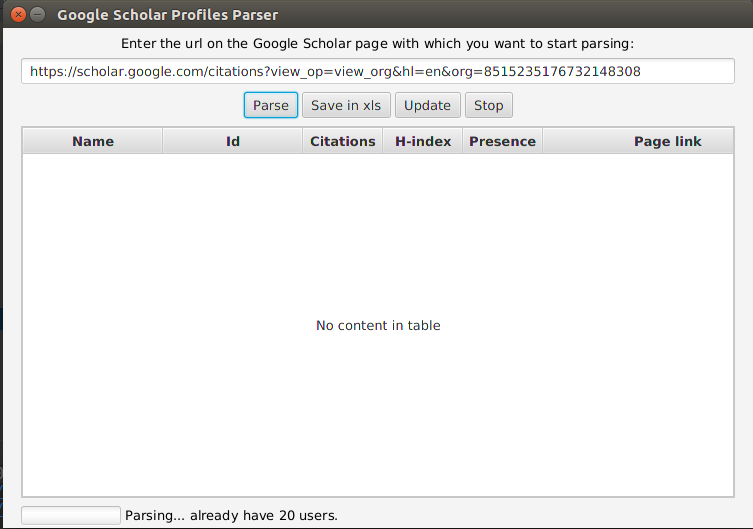 Google Scholar Profiles Parser
Enter the url on the Google Scholar page with which you want to start parsing:
https://scholar.google.com/citations?view_op=view_org&hl=en&org=8515235176732148308
Parse Save in xls Update Stop
Name Id Citations H-index Presence Page link
No content in table
Parsing... already have 20 users.